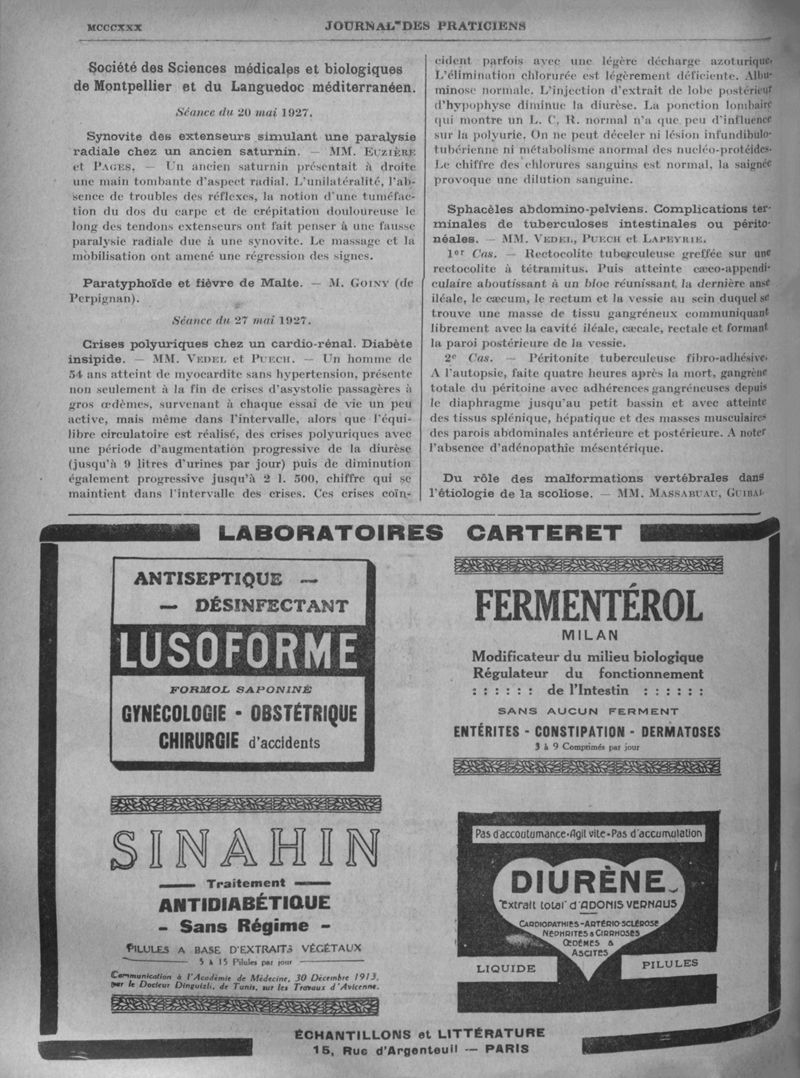 MCCCXXX
JOURNAL DES PRATICIENS
Société des Sciences médicales et biologiques
de Montpellier et du Languedoc méditerranéen.
Séance du 20 mai 1927.
Synovite des extenseurs simulant une paralysie
radiale chez un ancien saturnin. — MM. EUZIÈRE
et PAGES. — Un ancien saturnin présentait à droite
une main tombante d'aspect radial. L'unilatéralité, l'ab-
sence de troubles des réflexes, la notion d'une tuméfac-
tion du dos du carpe et de crépitation douloureuse le
long des tendons extenseurs ont fait penser à une fausse
paralysie radiale due à une synovite. Le massage et la
mobilisation ont amené une régression des signes.
Paratyphoïde et fièvre de Malte. — M. GOINY (de
Perpignan).
Séance du 27 mai 1927.
Crises polyuriques chez un cardio-rénal. Diabète
insipide. — MM. VEDEL et PUECH. — Un homme de
54 ans atteint de myocardite sans hypertension, présente
non seulement à la fin de crises d'asystolie passagères à
gros œdèmes, survenant à chaque essai de vie un peu
active, mais même dans l'intervalle, alors que l'équi-
libre circulatoire est réalisé, des crises polyuriques avec
une période d'augmentation progressive de la diurèse
(jusqu'à 9 litres d'urines par jour) puis de diminution
également progressive jusqu'à 2 l. 500, chiffre qui se
maintient dans l'intervalle des crises. Ces crises coïn-
cident parfois avec une légère décharge azoturique.
L'élimination chlorurée est légèrement déficiente. Albu-
minose normale. L'injection d'extrait de lobe postérieur
d'hypophyse diminue la diurèse. La ponction lombaire
qui montre un L. C. R. normal n'a que peu d'influence
sur la polyurie. On ne peut déceler ni lésion infundibulo-
tubérienne ni métabolisme anormal des nucléo-protéides.
Le chiffre des chlorures sanguins est normal, la saignée
provoque une dilution sanguine.
Sphacèles abdomino-pelviens. Complications ter-
minales de tuberculoses intestinales ou périto-
néales. — MM. VEDEL, PUECH et LAPEYRIE.
1er Cas. — Rectocolite tuberculeuse greffée sur une
rectocolite à tétramitus. Puis atteinte cæco-appendi-
culaire aboutissant à un bloc réunissant la dernière anse
iléale, le cæcum, le rectum et la vessie au sein duquel se
trouve une masse de tissu gangréneux communiquant
librement avec la cavité iléale, cæcale, rectale et formant
la paroi postérieure de la vessie.
2e Cas. — Péritonite tuberculeuse fibro-adhésive.
A l'autopsie, faite quatre heures après la mort, gangrène
totale du péritoine avec adhérences gangréneuses depuis
le diaphragme jusqu'au petit bassin et avec atteinte
des tissus splénique, hépatique et des masses musculaires
des parois abdominales antérieure et postérieure. A noter
l'absence d'adénopathie mésentérique.
Du rôle des malformations vertébrales dans
l'étiologie de la scoliose. — MM. MASSABUAU, GUIBAL
LABORATOIRES CARTERET
ANTISEPTIQUE —
— DÉSINFECTANT
LUSOFORME
FORMOL SAPONINÉ
GYNÉCOLOGIE - OBSTÉTRIQUE
CHIRURGIE d'accidents
FERMENTÉROL
MILAN
Modificateur du milieu biologique
Régulateur du fonctionnement
: : : : : : de l'Intestin : : : : : :
SANS AUCUN FERMENT
ENTÉRITES - CONSTIPATION - DERMATOSES
3 à 9 Comprimés par jour
SINAHIN
Traitement
ANTIDIABÉTIQUE
- Sans Régime -
PILULES A BASE D'EXTRAITS VÉGÉTAUX
5 à 15 Pilules par jour
Communication à l'Académie de Médecine, 30 Décembre 1913,
par le Docteur Dinguizli, de Tunis, sur les Travaux d'Avicenne.
Pas d'accoutumance-Agit vite-Pas d'accumulation
DIURÈNE
Extrait total d'ADONIS VERNALIS
CARDIOPATHIES-ARTÉRIO-SCLÉROSE
NÉPHRITES & CIRRHOSES
ŒDÈMES &
ASCITES
LIQUIDE
PILULES
ÉCHANTILLONS et LITTÉRATURE
15, Rue d'Argenteuil — PARIS